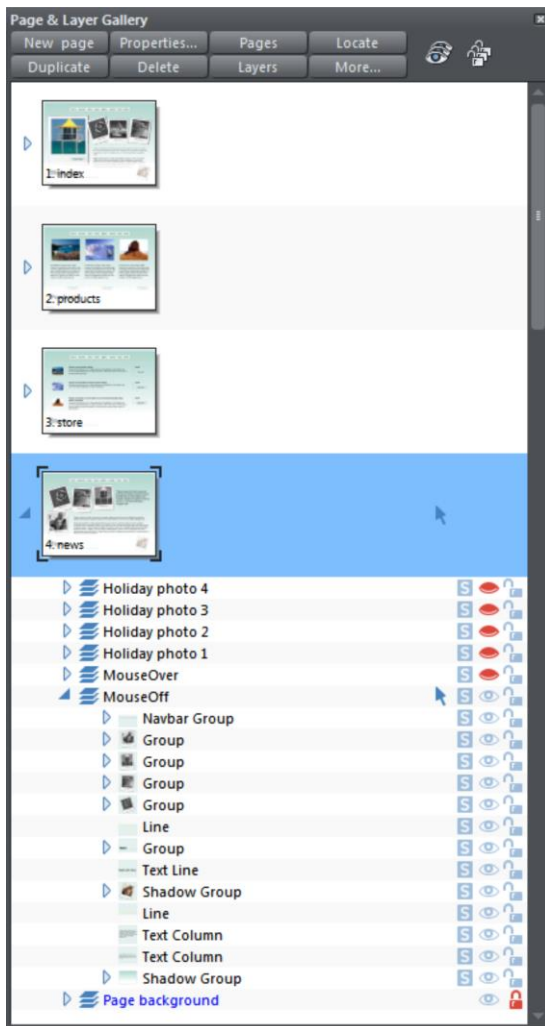 Page & Layer Gallery
New page Properties... Pages Locate
Duplicate Delete Layers More...
1: index
2: products
3: store
4: news
Holiday photo 4 S
Holiday photo 3 S
Holiday photo 2 S
Holiday photo 1 S
MouseOver S
MouseOff S
Navbar Group S
Group S
Group S
Group S
Group S
Line S
Group S
Text Line S
Shadow Group S
Line S
Text Column S
Text Column S
Shadow Group S
Page background